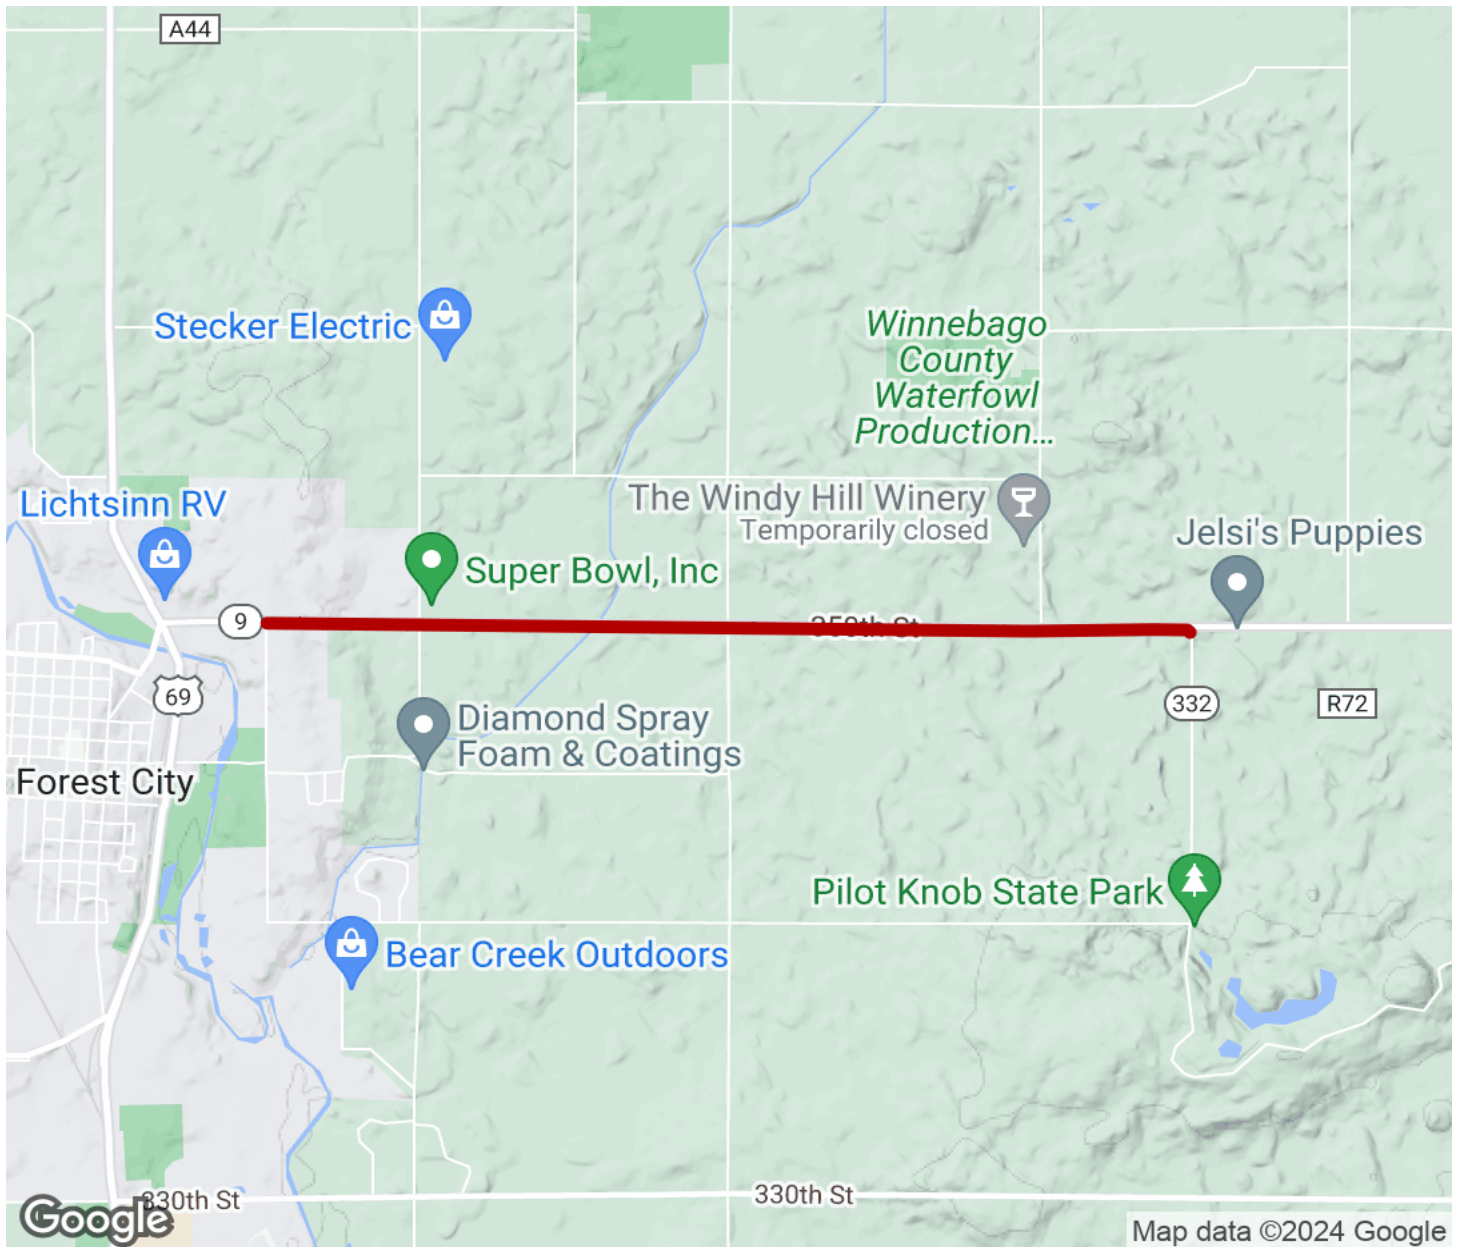 A44
Stecker Electric
Winnebago
County
Waterfowl
Production...
Lichtsinn RV
The Windy Hill Winery
Temporarily closed
Jelsi's Puppies
Super Bowl, Inc
9
69
332
R72
Diamond Spray
Foam & Coatings
Forest City
Pilot Knob State Park
Bear Creek Outdoors
330th St
330th St
Google
Map data ©2024 Google